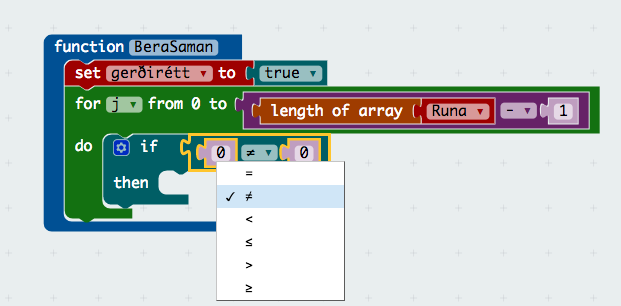 function BeraSaman
set gerðirétt ▾ to true ▾
for j ▾ from 0 to length of array Runa ▾ - ▾ 1
do if 0 ≠ ▾ 0
then
=
✓ ≠
<
≤
>
≥